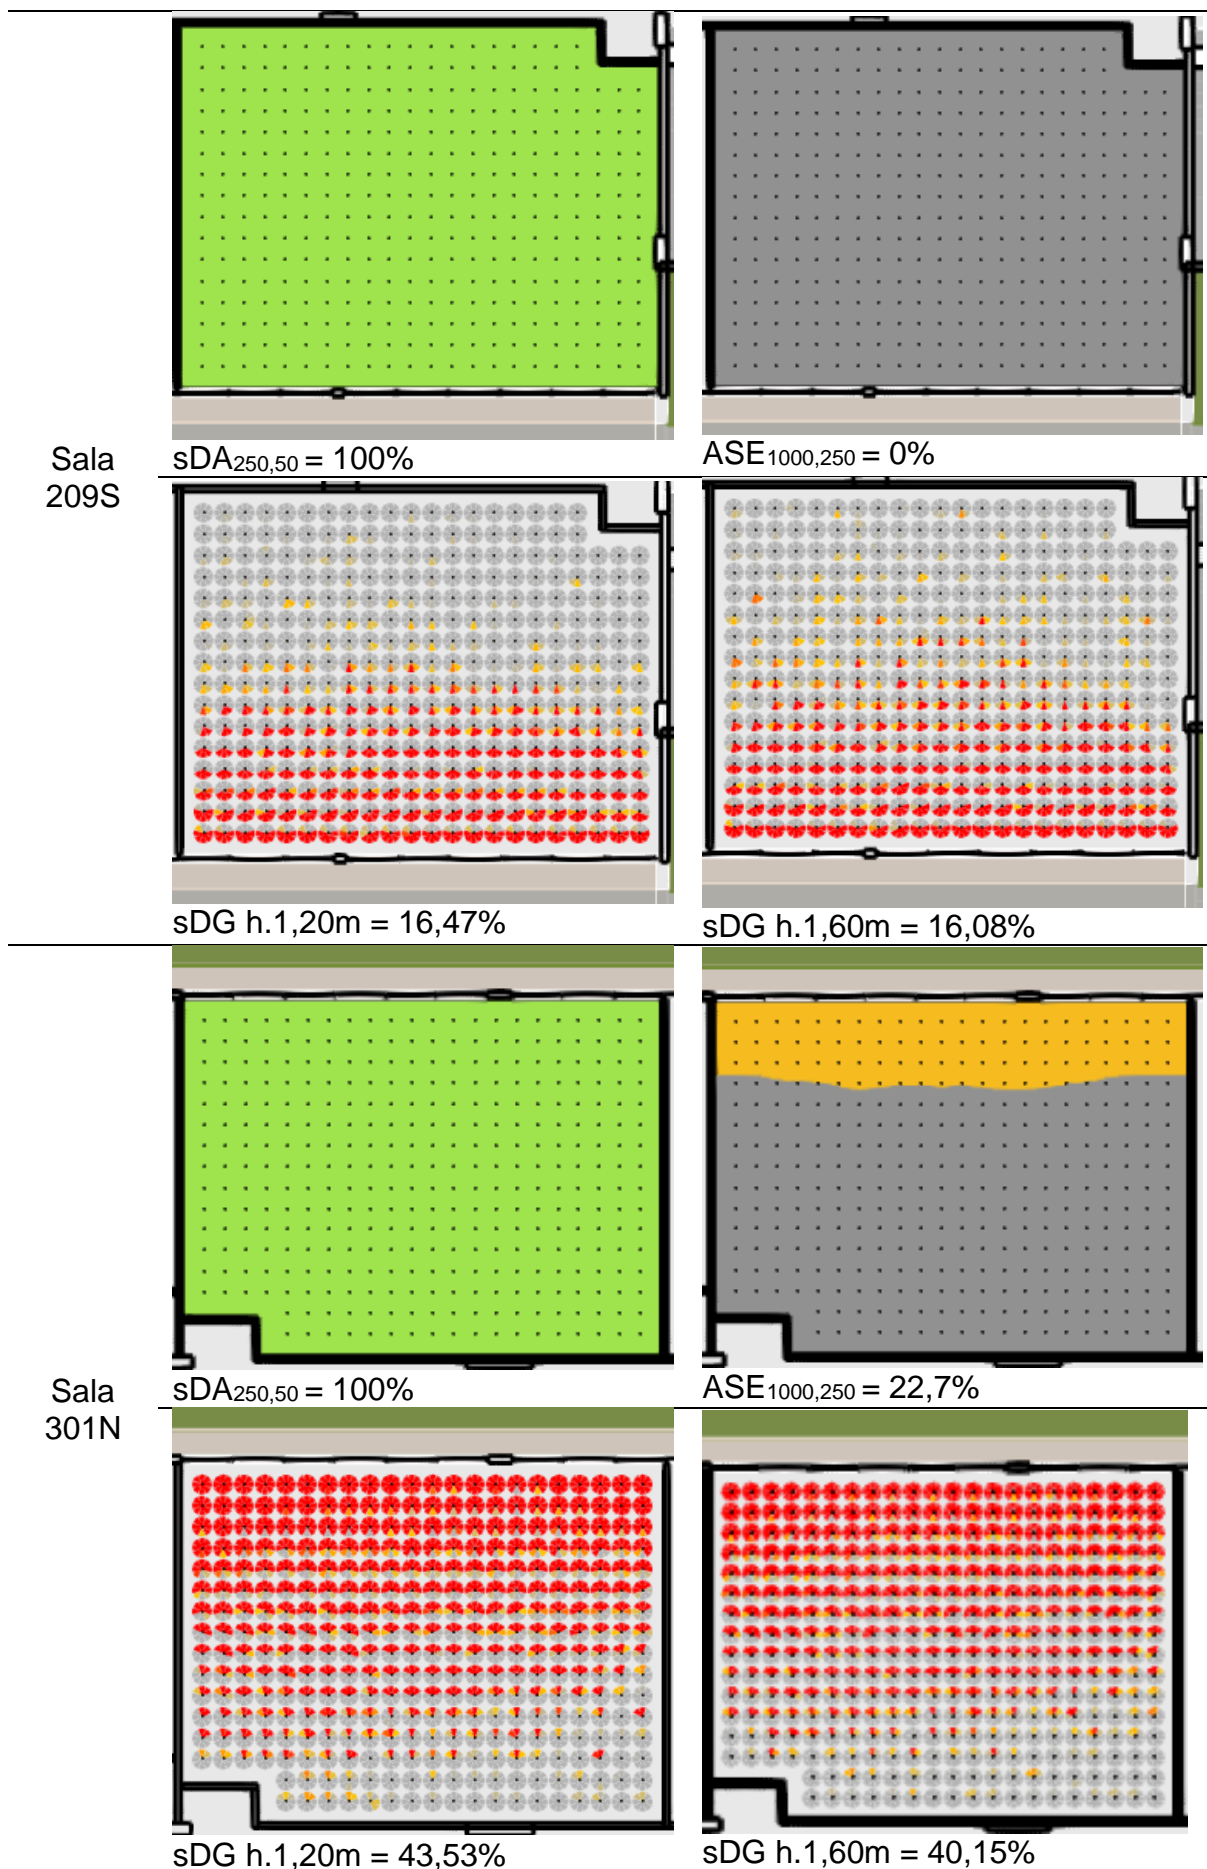 sDA250,50 = 100%
ASE1000,250 = 0%
Sala
209S
sDG h.1,20m = 16,47%
sDG h.1,60m = 16,08%
sDA250,50 = 100%
ASE1000,250 = 22,7%
Sala
301N
sDG h.1,20m = 43,53%
sDG h.1,60m = 40,15%